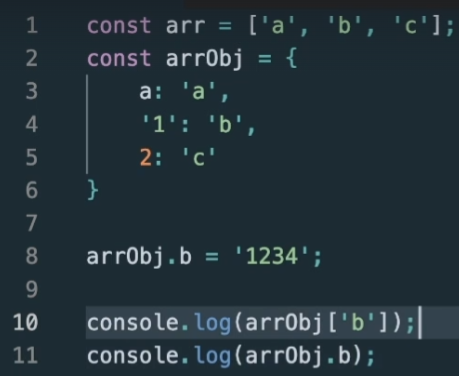 1 const arr = ['a', 'b', 'c'];
2 const arrObj = {
3 a: 'a',
4 '1': 'b',
5 2: 'c'
6 }
7
8 arrObj.b = '1234';
9
10 console.log(arrObj['b']);
11 console.log(arrObj.b);